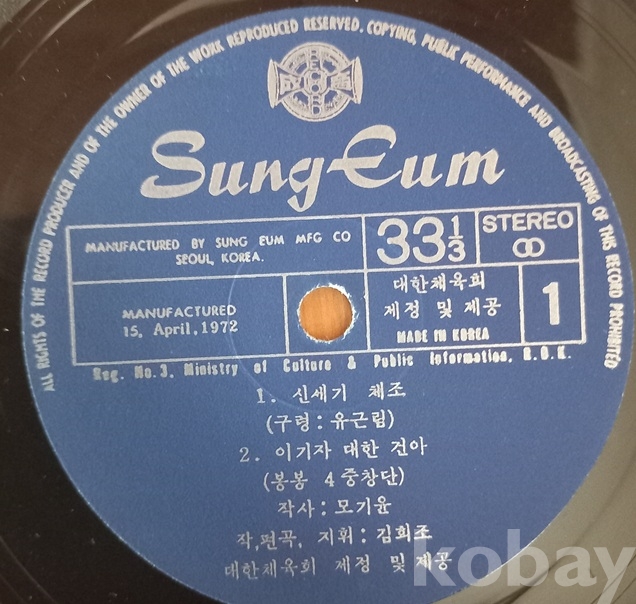 ALL RIGHTS OF THE RECORD PRODUCER AND OF THE OWNER OF THE WORK REPRODUCED RESERVED. COPYING, PUBLIC PERFORMANCE AND BROADCASTING OF THIS RECORD PROHIBITED
Sung Eum
MANUFACTURED BY SUNG EUM MFG CO
SEOUL, KOREA.
33 1/3
STEREO
MANUFACTURED
15, April, 1972
대한체육회
제정 및 제공
MADE IN KOREA
1
Reg. No. 3, Ministry of Culture & Public Information, R.O.K.
1. 신세기 체조
(구령: 유근림)
2. 이기자 대한 건아
(봉봉 4중창단)
작사: 모기윤
작,편곡, 지휘: 김희조
대한체육회 제정 및 제공
kobay